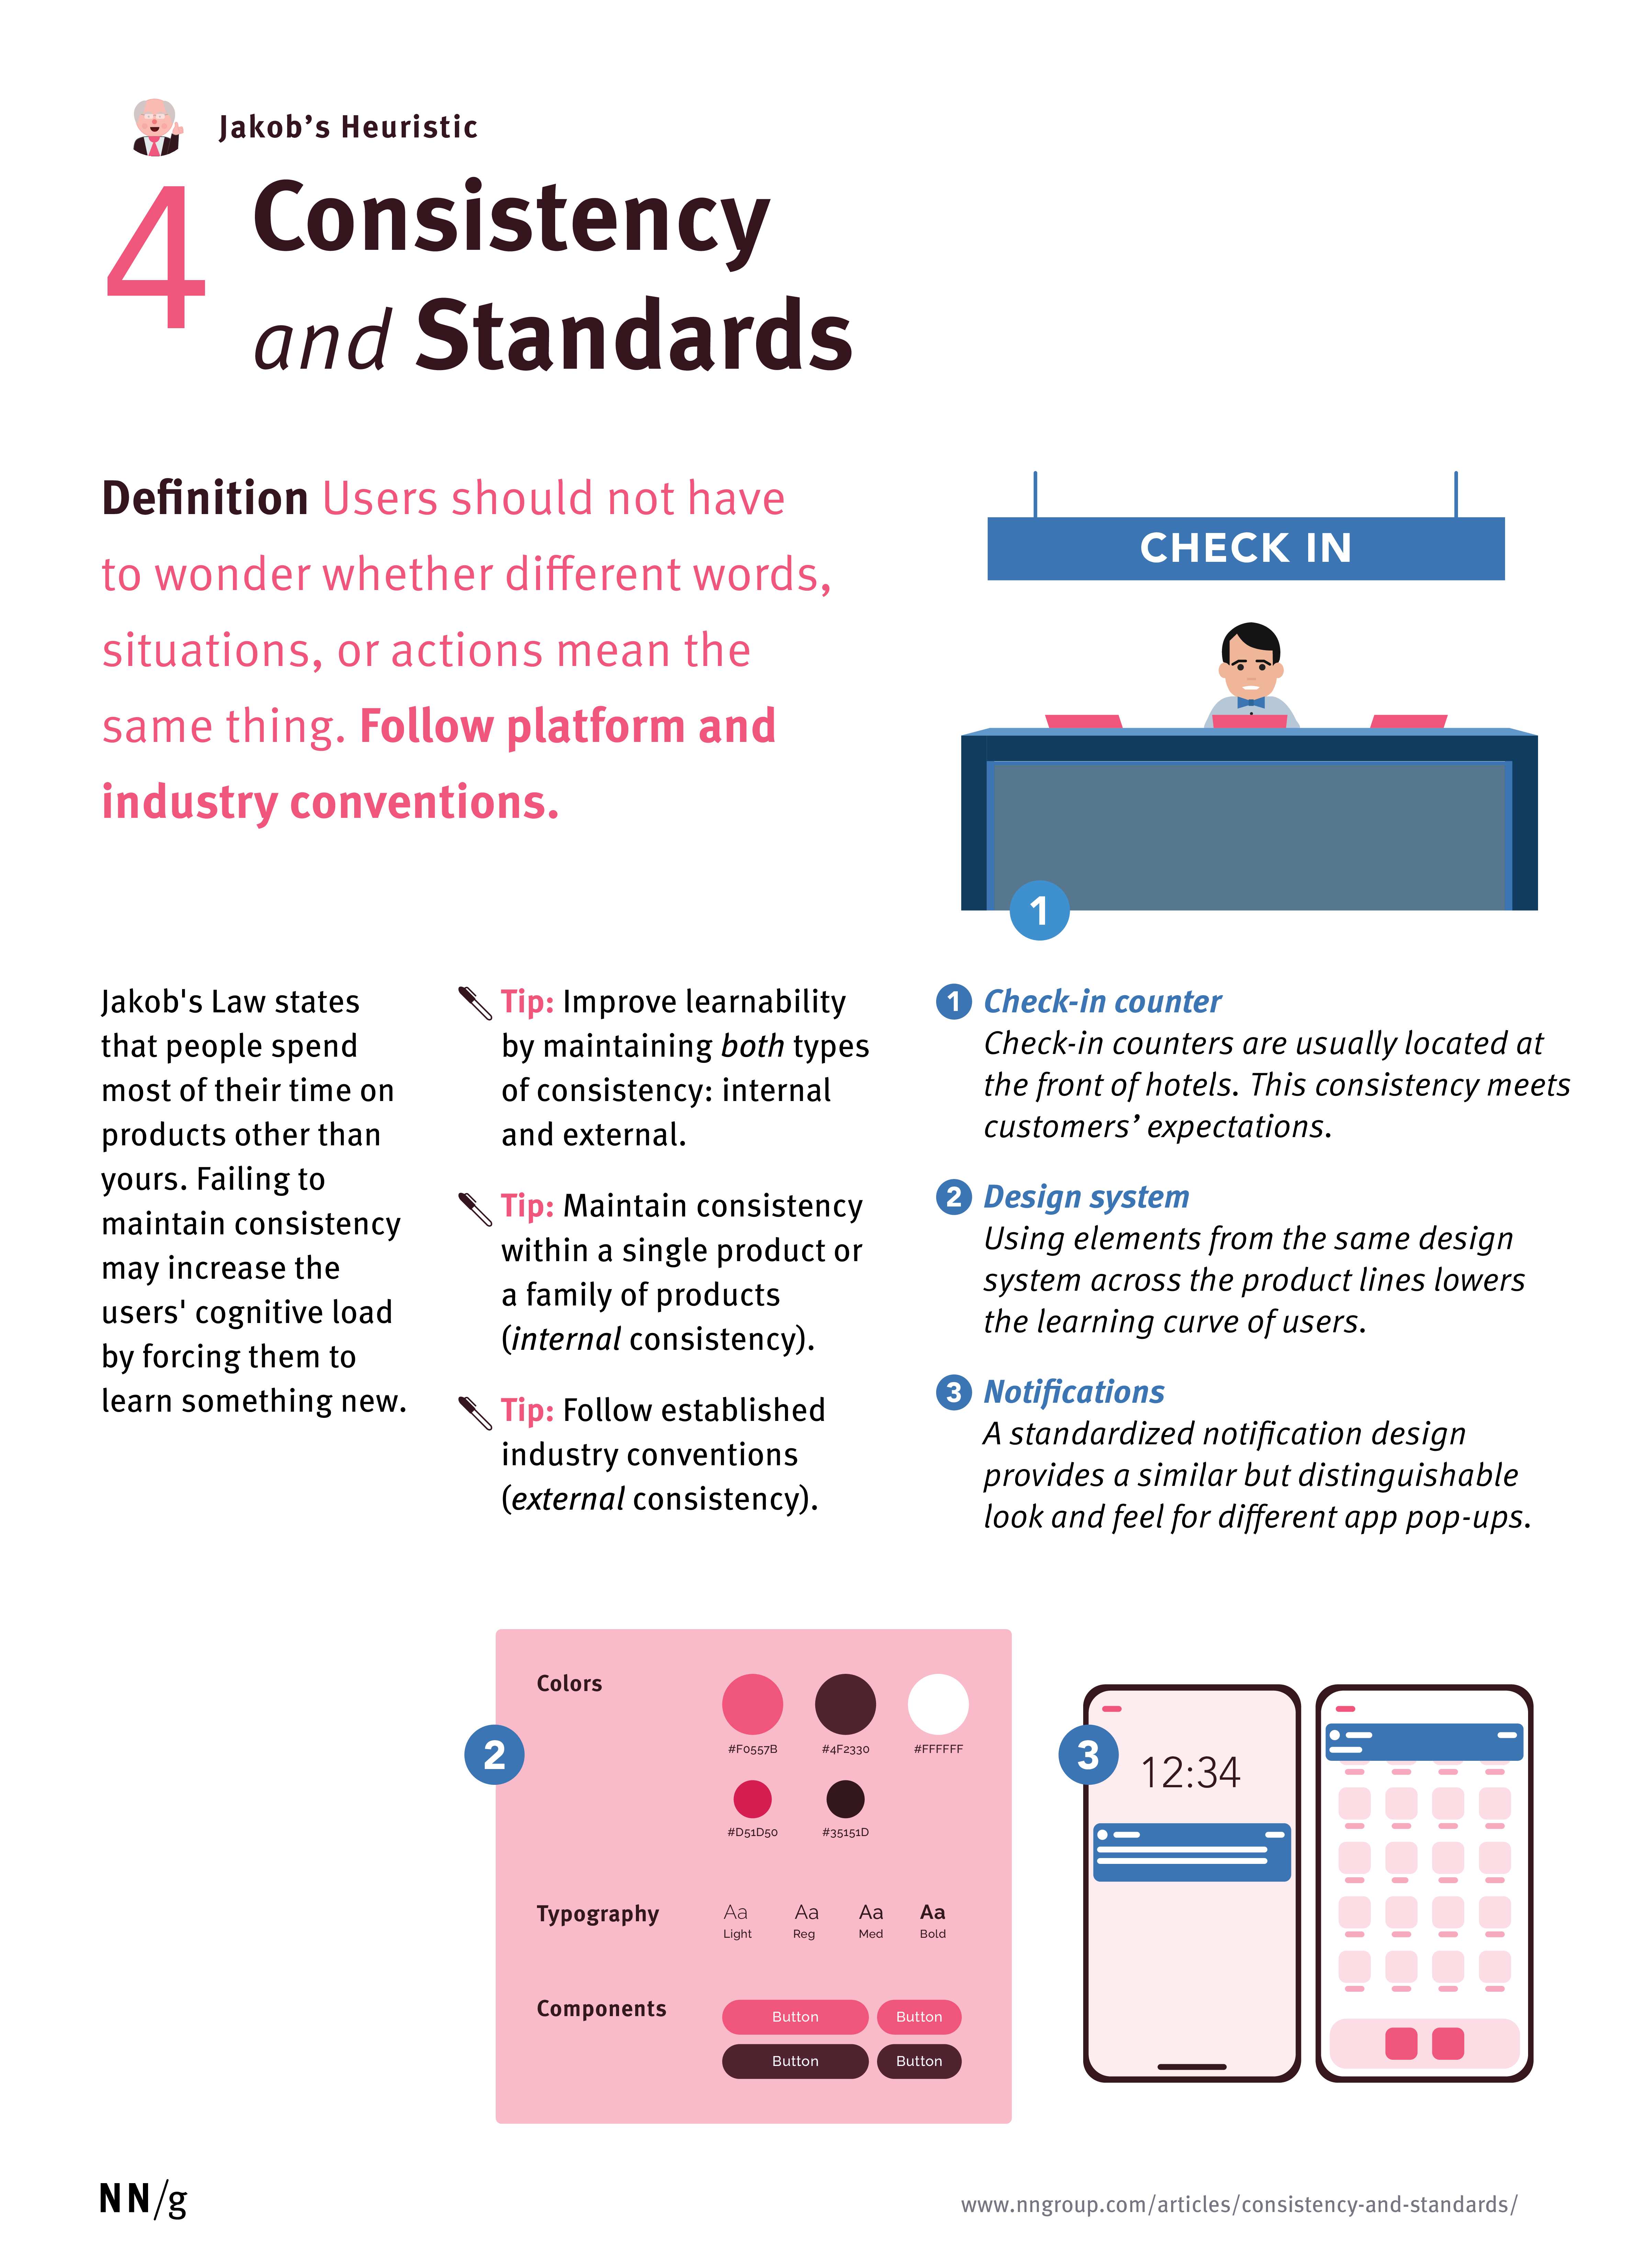 Jakob’s Heuristic
4
Consistency
and Standards
Definition Users should not have
to wonder whether different words,
situations, or actions mean the
same thing. Follow platform and
industry conventions.
CHECK IN
1
Jakob's Law states
that people spend
most of their time on
products other than
yours. Failing to
maintain consistency
may increase the
users' cognitive load
by forcing them to
learn something new.
Tip: Improve learnability
by maintaining both types
of consistency: internal
and external.
Tip: Maintain consistency
within a single product or
a family of products
(internal consistency).
Tip: Follow established
industry conventions
(external consistency).
1 Check-in counter
Check-in counters are usually located at
the front of hotels. This consistency meets
customers’ expectations.
2 Design system
Using elements from the same design
system across the product lines lowers
the learning curve of users.
3 Notifications
A standardized notification design
provides a similar but distinguishable
look and feel for different app pop-ups.
2
Colors
#F0557B #4F2330 #FFFFFF
#D51D50 #35151D
Typography
Aa Aa Aa Aa
Light Reg Med Bold
Components
Button Button
Button Button
3
12:34
NN/g
www.nngroup.com/articles/consistency-and-standards/